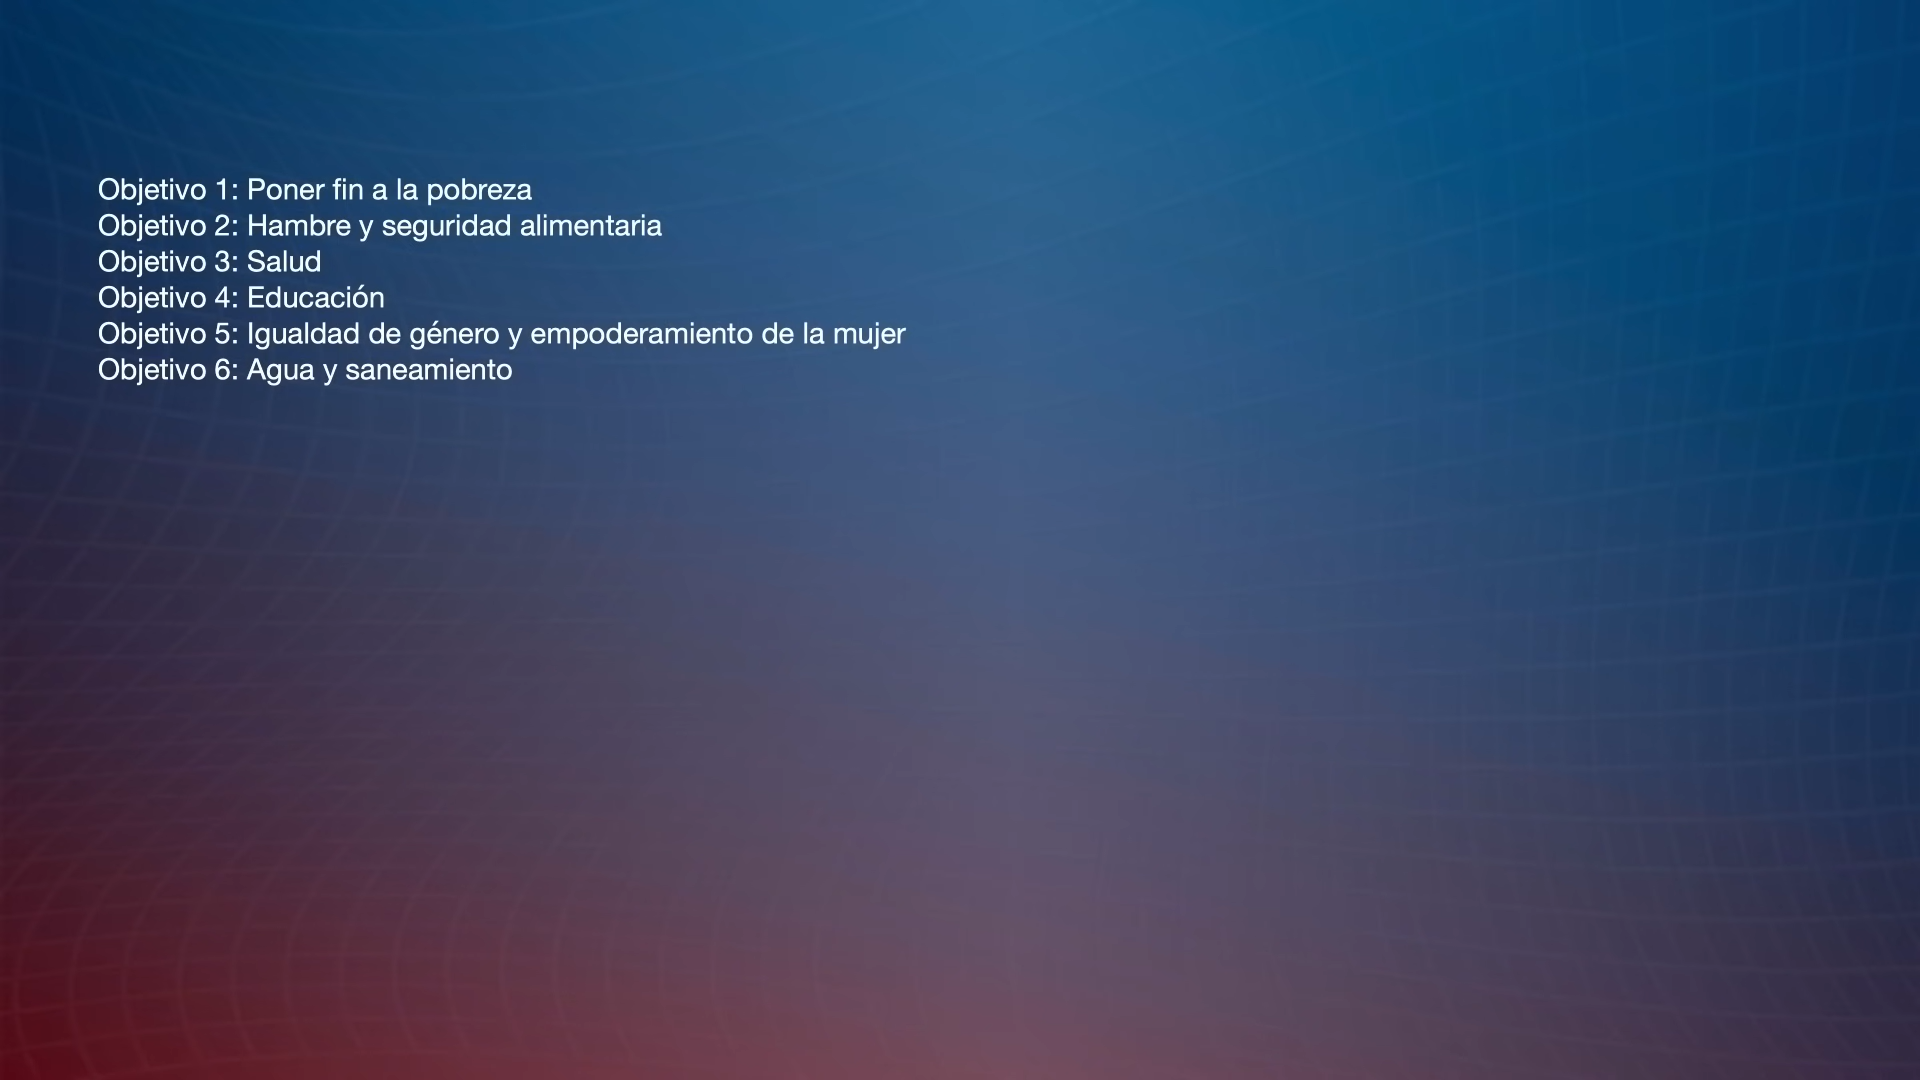 Objetivo 1: Poner fin a la pobreza
Objetivo 2: Hambre y seguridad alimentaria
Objetivo 3: Salud
Objetivo 4: Educación
Objetivo 5: Igualdad de género y empoderamiento de la mujer
Objetivo 6: Agua y saneamiento